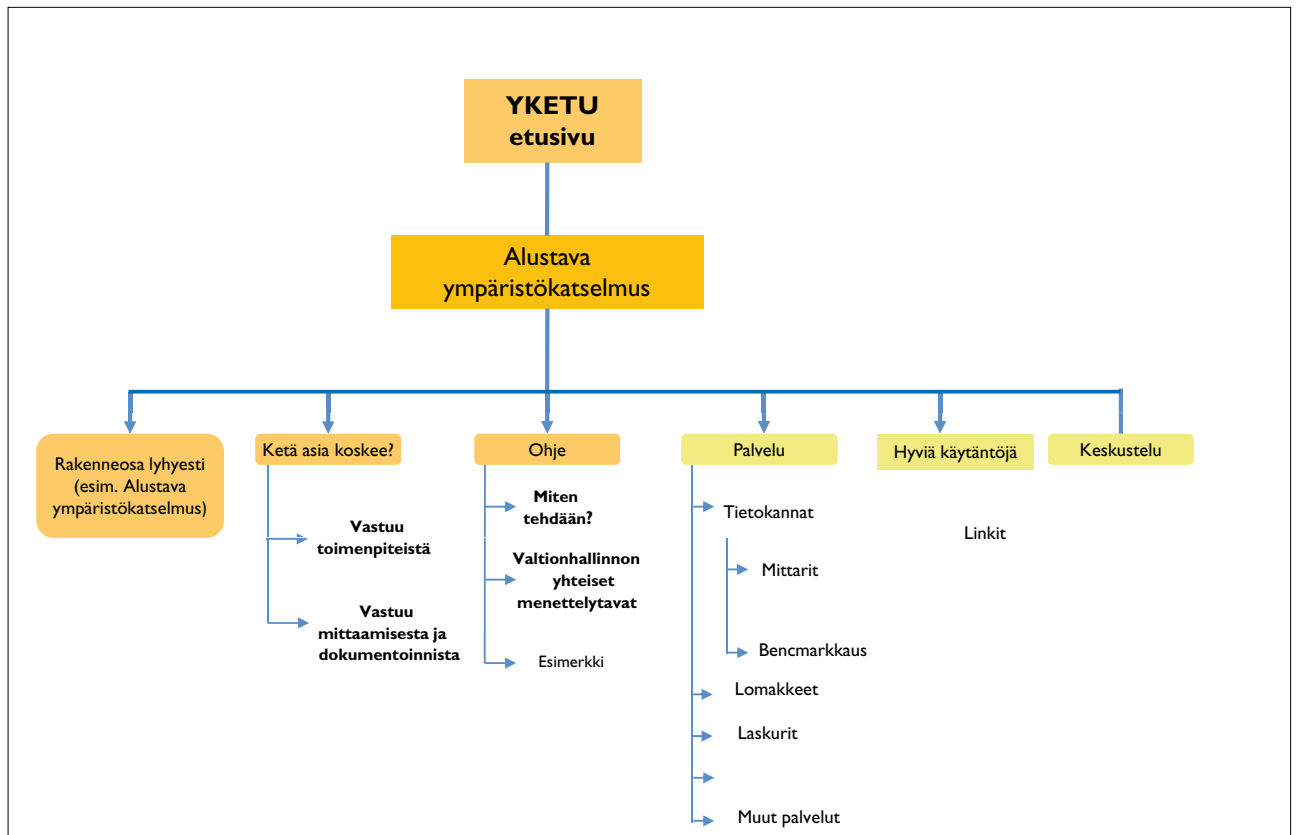 YKETU
etusivu
Alustava
ympäristökatselmus
Rakenneosa lyhyesti
(esim. Alustava
ympäristökatselmus)
Ketä asia koskee?
Vastuu
toimenpiteistä
Vastuu
mittaamisesta ja
dokumentoinnista
Ohje
Miten
tehdään?
Valtionhallinnon
yhteiset
menettelytavat
Esimerkki
Palvelu
Tietokannat
Mittarit
Bencmarkkaus
Lomakkeet
Laskurit
Muut palvelut
Hyviä käytäntöjä
Linkit
Keskustelu